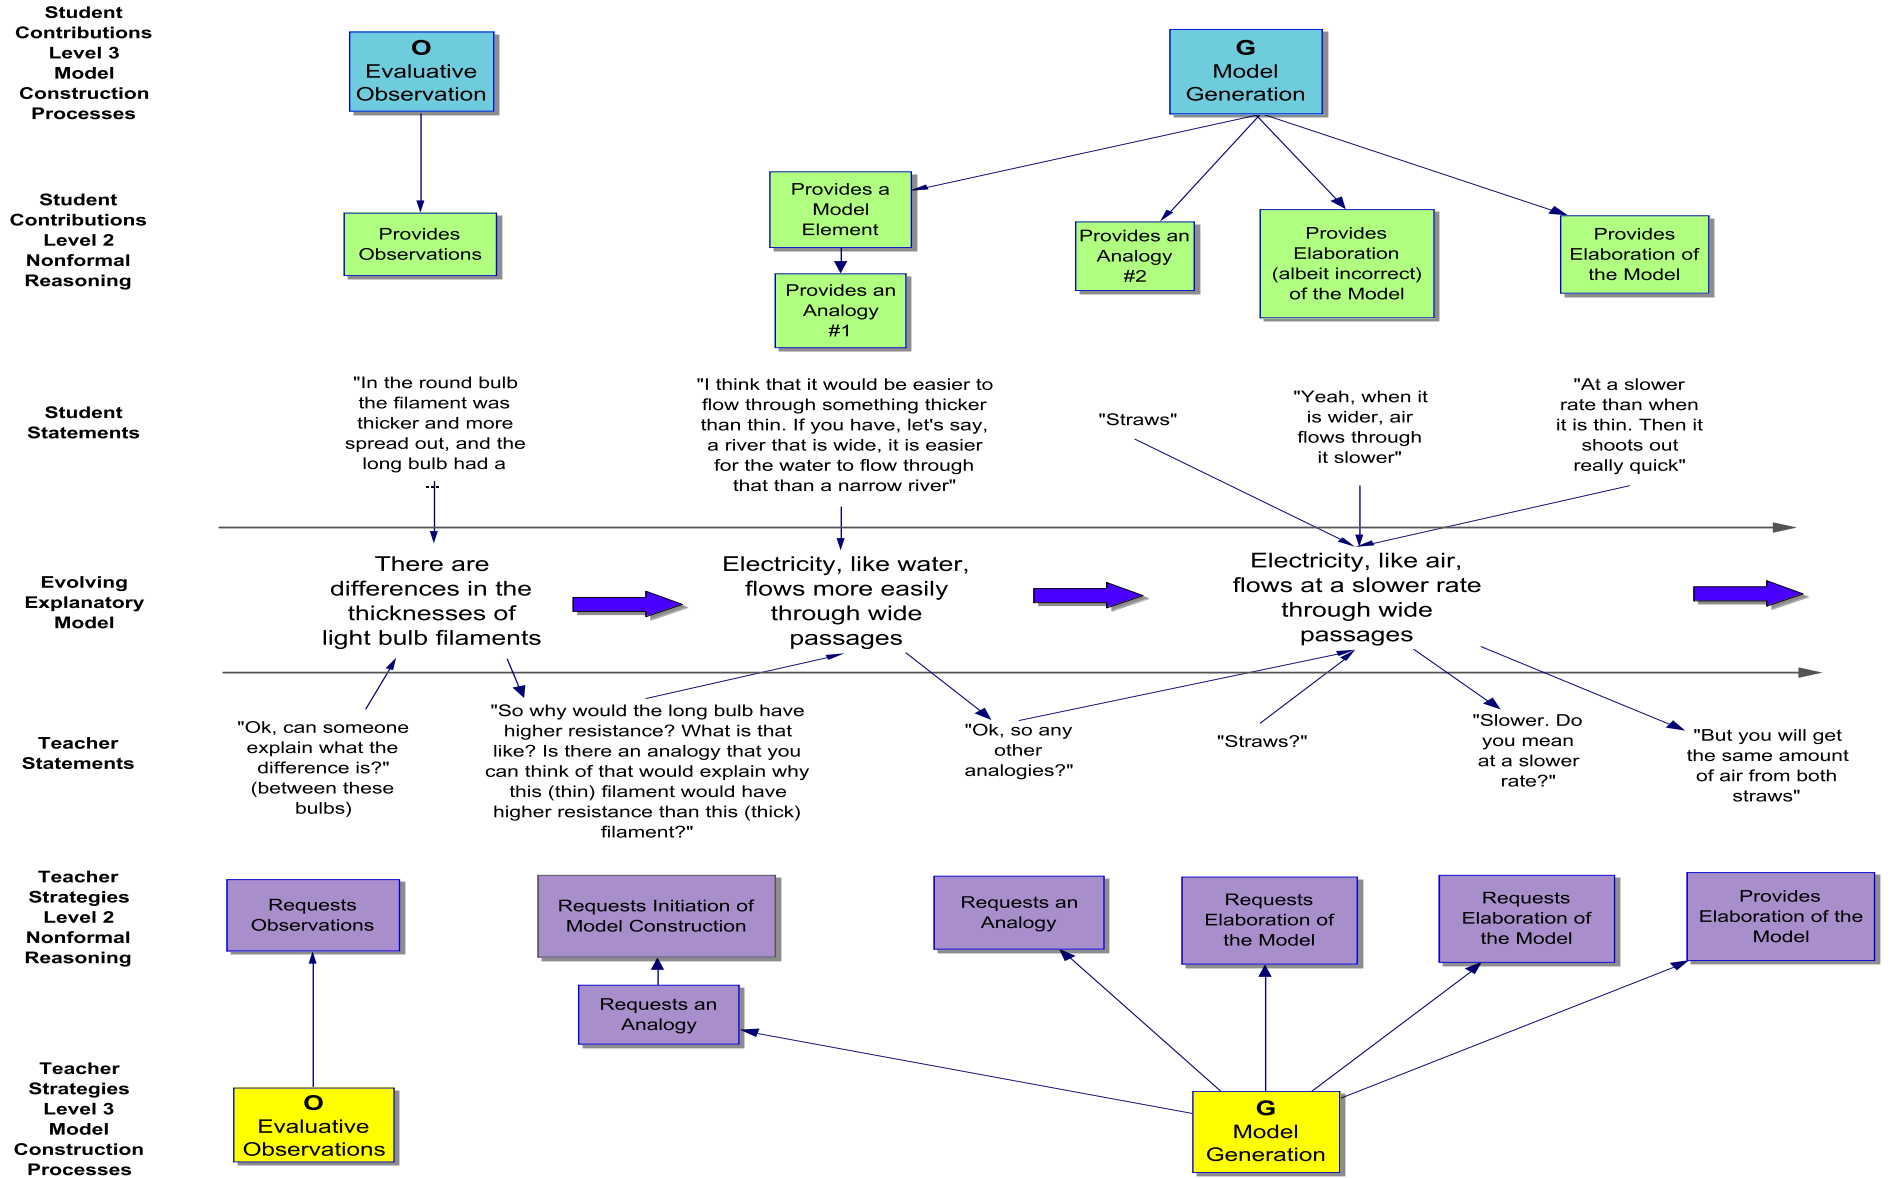 Student
Contributions
Level 3
Model
Construction
Processes
O
Evaluative
Observation
G
Model
Generation
Student
Contributions
Level 2
Nonformal
Reasoning
Provides
Observations
Provides a
Model
Element
Provides an
Analogy
#1
Provides an
Analogy
#2
Provides
Elaboration
(albeit incorrect)
of the Model
Provides
Elaboration of
the Model
Student
Statements
"In the round bulb
the filament was
thicker and more
spread out, and the
long bulb had a
"I think that it would be easier to
flow through something thicker
than thin. If you have, let's say,
a river that is wide, it is easier
for the water to flow through
that than a narrow river"
"Straws"
"Yeah, when it
is wider, air
flows through
it slower"
"At a slower
rate than when
it is thin. Then it
shoots out
really quick"
Evolving
Explanatory
Model
There are
differences in the
thicknesses of
light bulb filaments
Electricity, like water,
flows more easily
through wide
passages
Electricity, like air,
flows at a slower rate
through wide
passages
Teacher
Statements
"Ok, can someone
explain what the
difference is?"
(between these
bulbs)
"So why would the long bulb have
higher resistance? What is that
like? Is there an analogy that you
can think of that would explain why
this (thin) filament would have
higher resistance than this (thick)
filament?"
"Ok, so any
other
analogies?"
"Straws?"
"Slower. Do
you mean
at a slower
rate?"
"But you will get
the same amount
of air from both
straws"
Teacher
Strategies
Level 2
Nonformal
Reasoning
Requests
Observations
Requests Initiation of
Model Construction
Requests an
Analogy
Requests an
Analogy
Requests
Elaboration of
the Model
Requests
Elaboration of
the Model
Provides
Elaboration of the
Model
Teacher
Strategies
Level 3
Model
Construction
Processes
O
Evaluative
Observations
G
Model
Generation